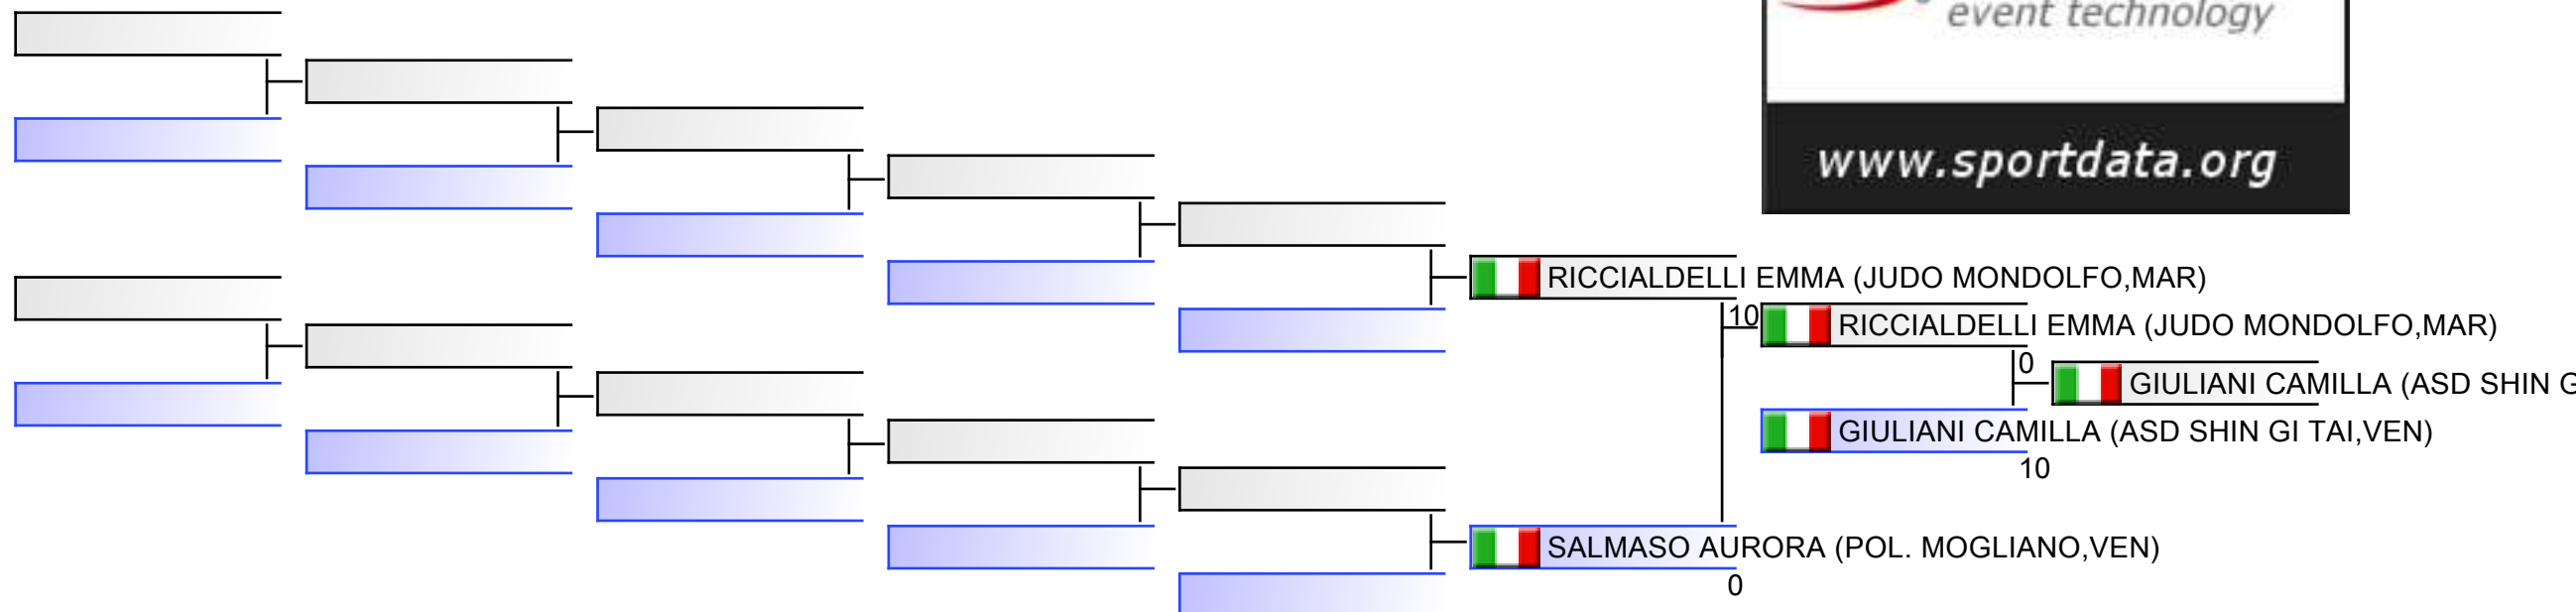 event technology
www.sportdata.org
RICCIALDELLI EMMA (JUDO MONDOLFO,MAR)
10
RICCIALDELLI EMMA (JUDO MONDOLFO,MAR)
0
GIULIANI CAMILLA (ASD SHIN G
GIULIANI CAMILLA (ASD SHIN GI TAI,VEN)
10
SALMASO AURORA (POL. MOGLIANO,VEN)
0